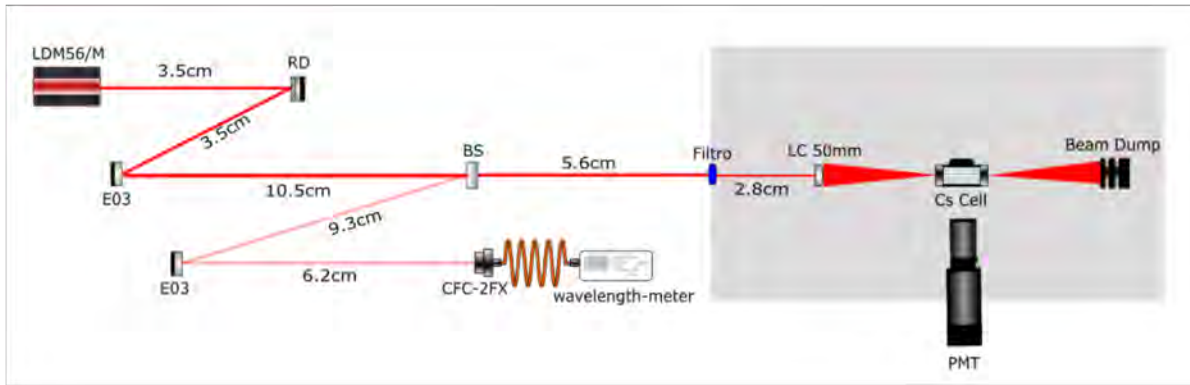 LDM56/M
3.5cm
RD
3.5cm
E03
10.5cm
BS
5.6cm
Filtro
2.8cm
LC 50mm
Cs Cell
Beam Dump
9.3cm
E03
6.2cm
CFC-2FX
wavelength-meter
PMT